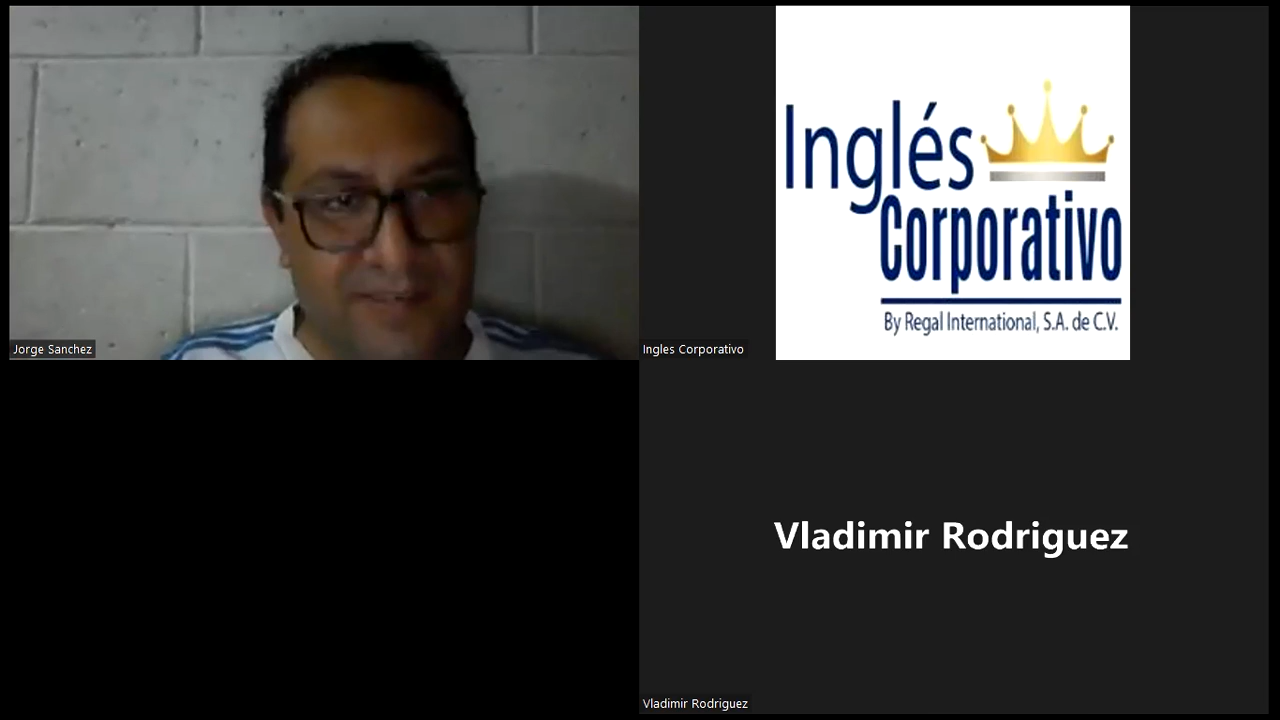 Inglés
Corporativo
By Regal International, S.A. de C.V.
Jorge Sanchez
Ingles Corporativo
Vladimir Rodriguez
Vladimir Rodriguez